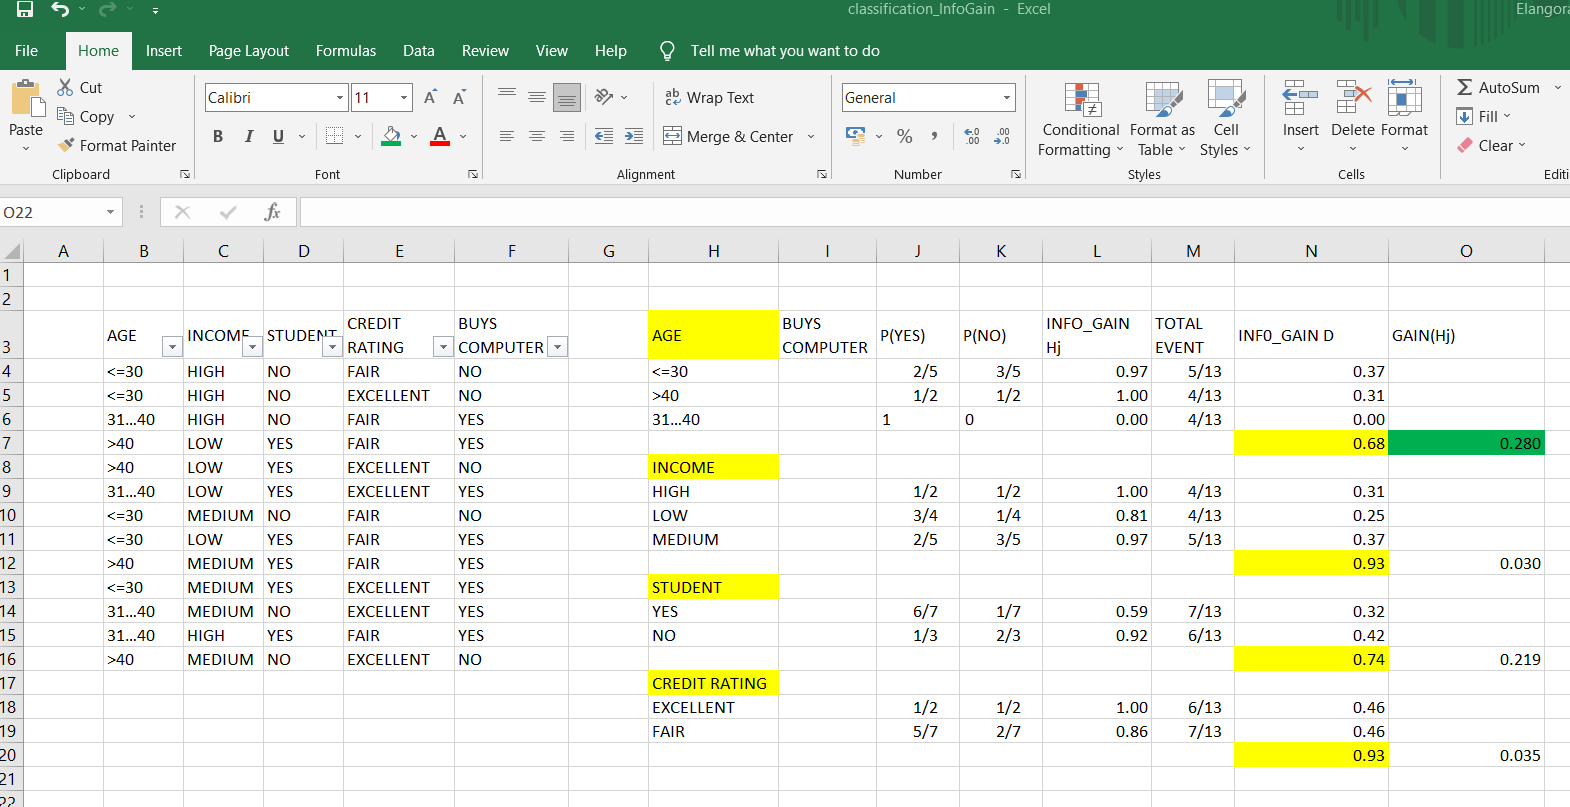 classification_InfoGain - Excel
Elangora
File Home Insert Page Layout Formulas Data Review View Help Tell me what you want to do
Paste
Cut
Copy
Format Painter
Clipboard
Calibri 11 A A
B I U A
Font
ab Wrap Text
Merge & Center
Alignment
General
% , .0 .00 .00 .0
Number
Conditional Formatting
Format as Table
Cell Styles
Styles
Insert Delete Format
Cells
AutoSum
Fill
Clear
Editi
O22 fx
A B C D E F G H I J K L M N O
1
2
3 AGE INCOME STUDENT CREDIT RATING BUYS COMPUTER AGE BUYS COMPUTER P(YES) P(NO) INFO_GAIN Hj TOTAL EVENT INF0_GAIN D GAIN(Hj)
4 <=30 HIGH NO FAIR NO <=30 2/5 3/5 0.97 5/13 0.37
5 <=30 HIGH NO EXCELLENT NO >40 1/2 1/2 1.00 4/13 0.31
6 31...40 HIGH NO FAIR YES 31...40 1 0 0.00 4/13 0.00
7 >40 LOW YES FAIR YES 0.68 0.280
8 >40 LOW YES EXCELLENT NO INCOME
9 31...40 LOW YES EXCELLENT YES HIGH 1/2 1/2 1.00 4/13 0.31
10 <=30 MEDIUM NO FAIR NO LOW 3/4 1/4 0.81 4/13 0.25
11 <=30 LOW YES FAIR YES MEDIUM 2/5 3/5 0.97 5/13 0.37
12 >40 MEDIUM YES FAIR YES 0.93 0.030
13 <=30 MEDIUM YES EXCELLENT YES STUDENT
14 31...40 MEDIUM NO EXCELLENT YES YES 6/7 1/7 0.59 7/13 0.32
15 31...40 HIGH YES FAIR YES NO 1/3 2/3 0.92 6/13 0.42
16 >40 MEDIUM NO EXCELLENT NO 0.74 0.219
17 CREDIT RATING
18 EXCELLENT 1/2 1/2 1.00 6/13 0.46
19 FAIR 5/7 2/7 0.86 7/13 0.46
20 0.93 0.035
21
22